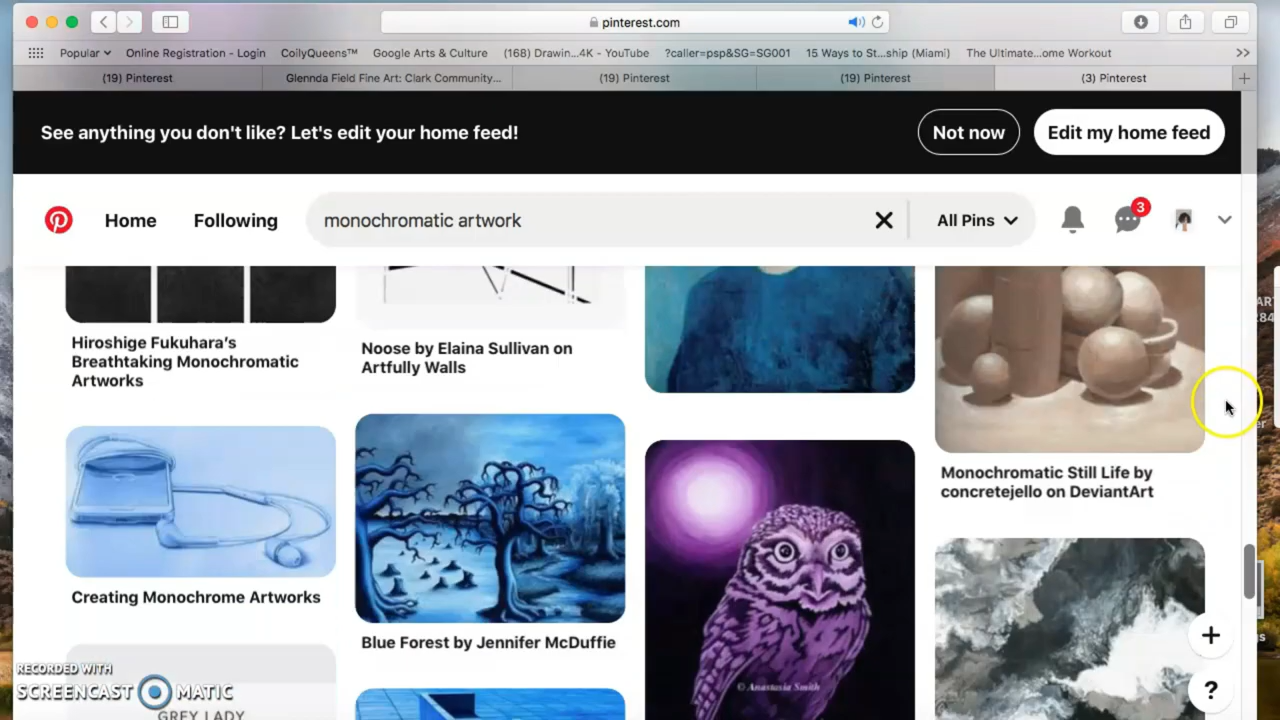 pinterest.com
Popular
Online Registration - Login
CoilyQueens™
Google Arts & Culture
(168) Drawin...4K - YouTube
?caller=psp&SG=SG001
15 Ways to St...ship (Miami)
The Ultimate...ome Workout
(19) Pinterest
Glennda Field Fine Art: Clark Community...
(19) Pinterest
(19) Pinterest
(3) Pinterest
See anything you don't like? Let's edit your home feed!
Not now
Edit my home feed
Home
Following
monochromatic artwork
All Pins
3
Hiroshige Fukuhara's
Breathtaking Monochromatic
Artworks
Noose by Elaina Sullivan on
Artfully Walls
Monochromatic Still Life by
concretejello on DeviantArt
Creating Monochrome Artworks
Blue Forest by Jennifer McDuffie
© Anastasia Smith
RECORDED WITH
SCREENCAST MATIC
GREY LADY
?